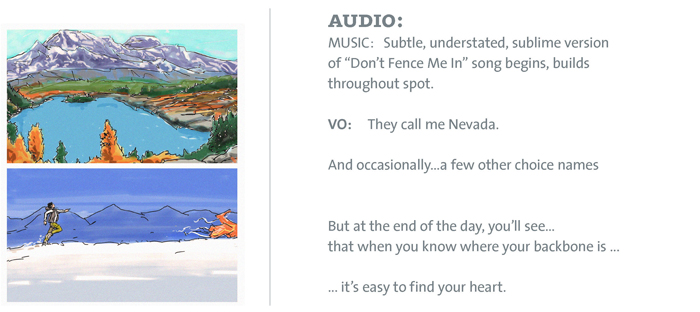 AUDIO:
MUSIC: Subtle, understated, sublime version
of “Don’t Fence Me In” song begins, builds
throughout spot.
VO: They call me Nevada.
And occasionally...a few other choice names
But at the end of the day, you’ll see...
that when you know where your backbone is ...
... it’s easy to find your heart.